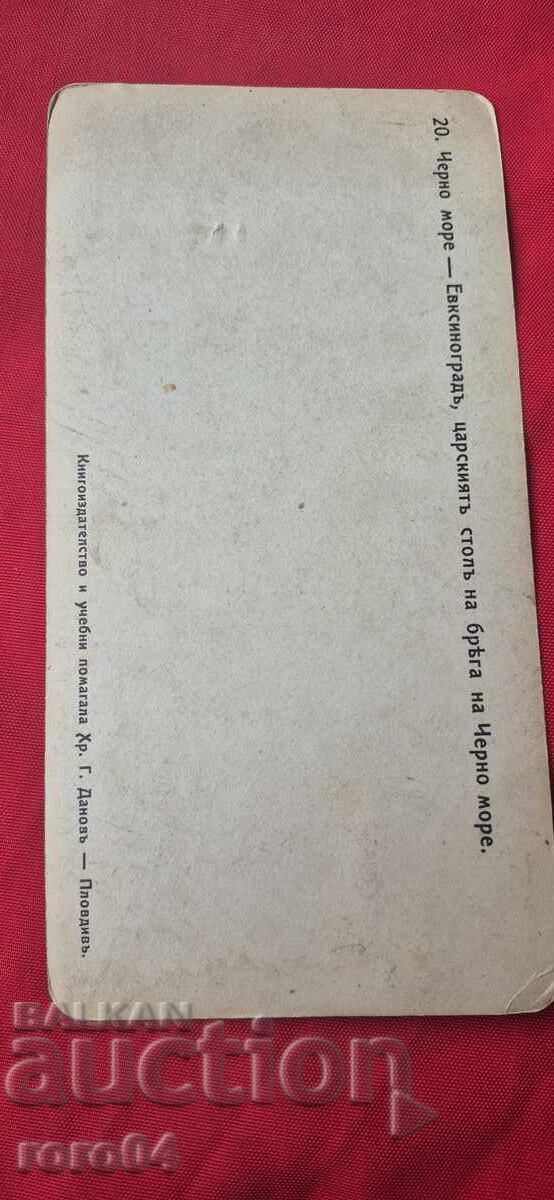 20. Черно море — Евксиноградъ, царскиятъ столъ на брѣга на Черно море.
Книгоиздателство и учебни помагала Хр. Г. Дановъ — Пловдивъ.
BALKAN
auction
roro04